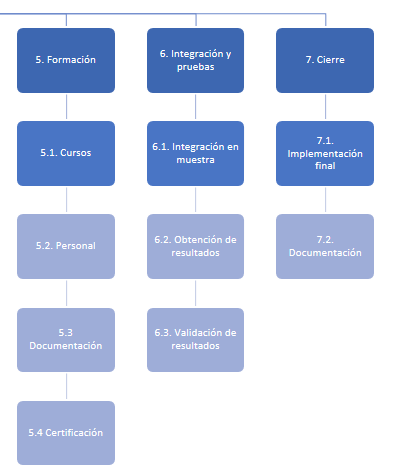 5. Formación
6. Integración y
pruebas
7. Cierre
5.1. Cursos
6.1. Integración en
muestra
7.1.
Implementación
final
5.2. Personal
6.2. Obtención de
resultados
7.2.
Documentación
5.3
Documentación
6.3. Validación de
resultados
5.4 Certificación